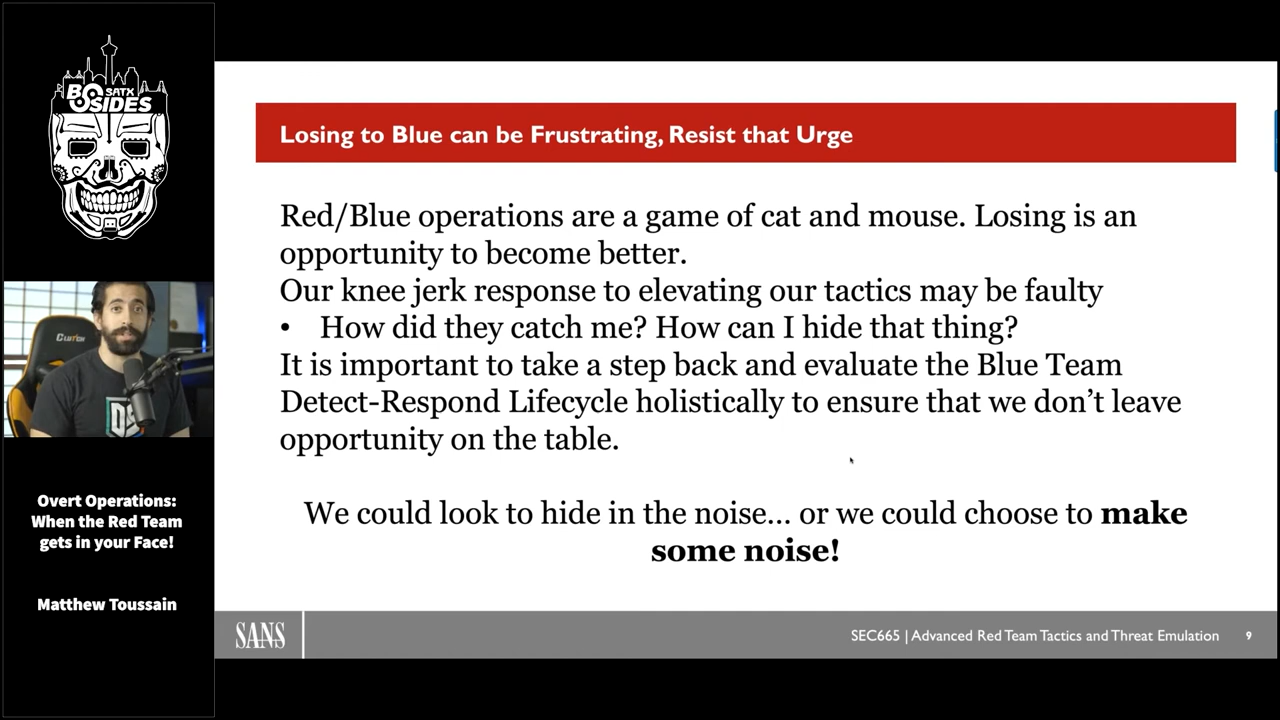 SATX
BSIDES
CLUTCH
Overt Operations:
When the Red Team
gets in your Face!
Matthew Toussain
Losing to Blue can be Frustrating, Resist that Urge
Red/Blue operations are a game of cat and mouse. Losing is an
opportunity to become better.
Our knee jerk response to elevating our tactics may be faulty
• How did they catch me? How can I hide that thing?
It is important to take a step back and evaluate the Blue Team
Detect-Respond Lifecycle holistically to ensure that we don’t leave
opportunity on the table.
We could look to hide in the noise... or we could choose to make
some noise!
SANS
SEC665 | Advanced Red Team Tactics and Threat Emulation 9